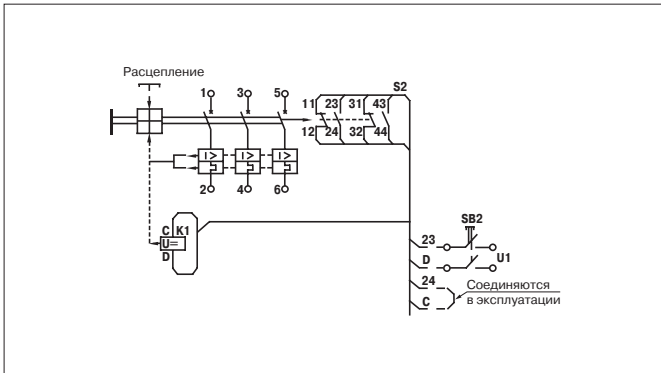 Расцепление
1 3 5
S2
11 23 31 43
12 24 32 44
I> I> I>
2 4 6
C K1
U=
D
SB2
23
D U1
24
C
Соединяются
в эксплуатации